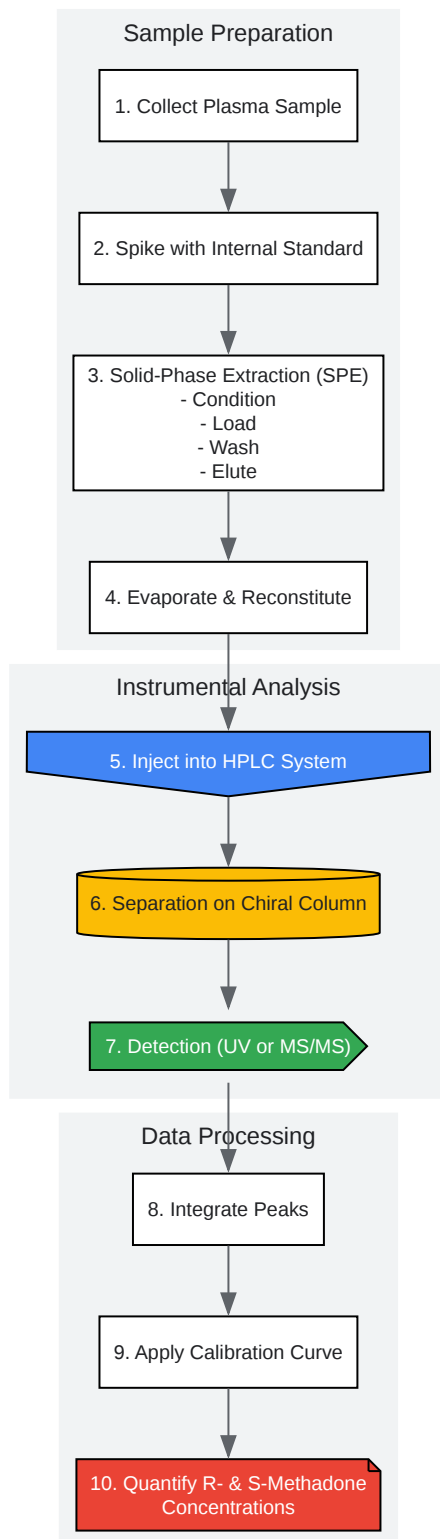 Sample Preparation
1. Collect Plasma Sample
2. Spike with Internal Standard
3. Solid-Phase Extraction (SPE)
- Condition
- Load
- Wash
- Elute
4. Evaporate & Reconstitute
Instrumental Analysis
5. Inject into HPLC System
6. Separation on Chiral Column
7. Detection (UV or MS/MS)
Data Processing
8. Integrate Peaks
9. Apply Calibration Curve
10. Quantify R- & S-Methadone
Concentrations